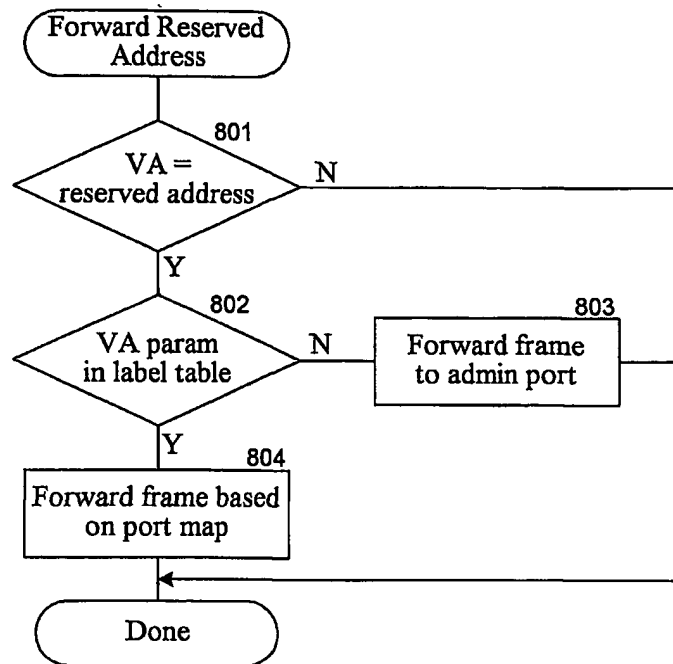 Forward Reserved
Address
801
VA =
reserved address
N
Y
802
VA param
in label table
N
803
Forward frame
to admin port
Y
804
Forward frame based
on port map
Done